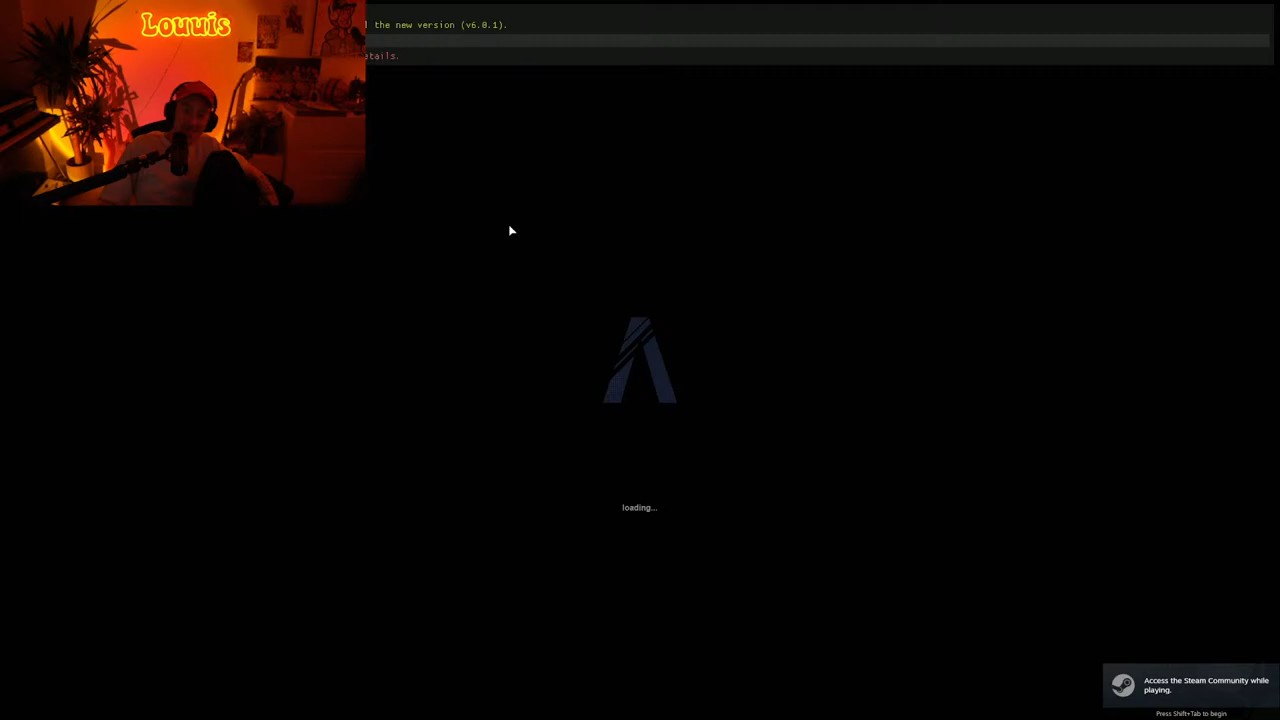 Louuis
the new version (v6.0.1).
etails.
loading...
Access the Steam Community while
playing.
Press Shift+Tab to begin